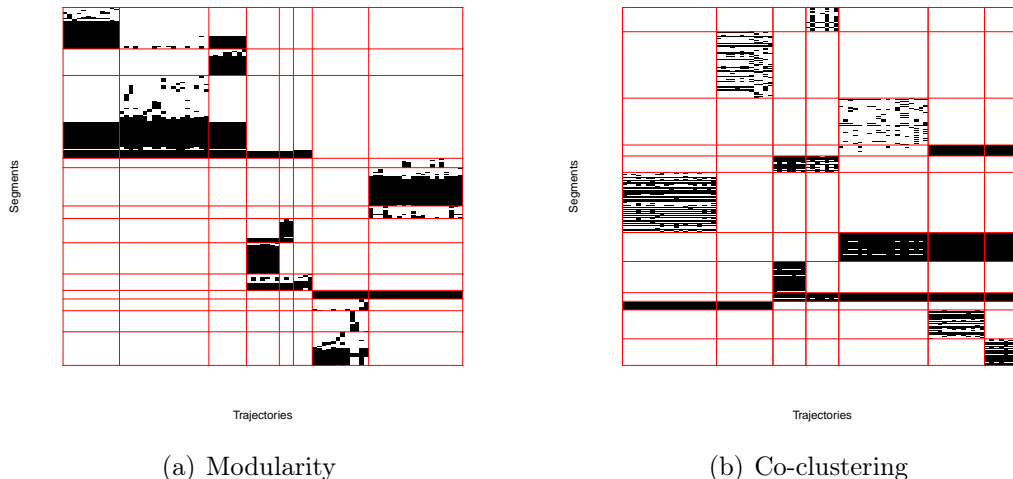 Segments
Segments
Trajectories
Trajectories
(a) Modularity
(b) Co-clustering